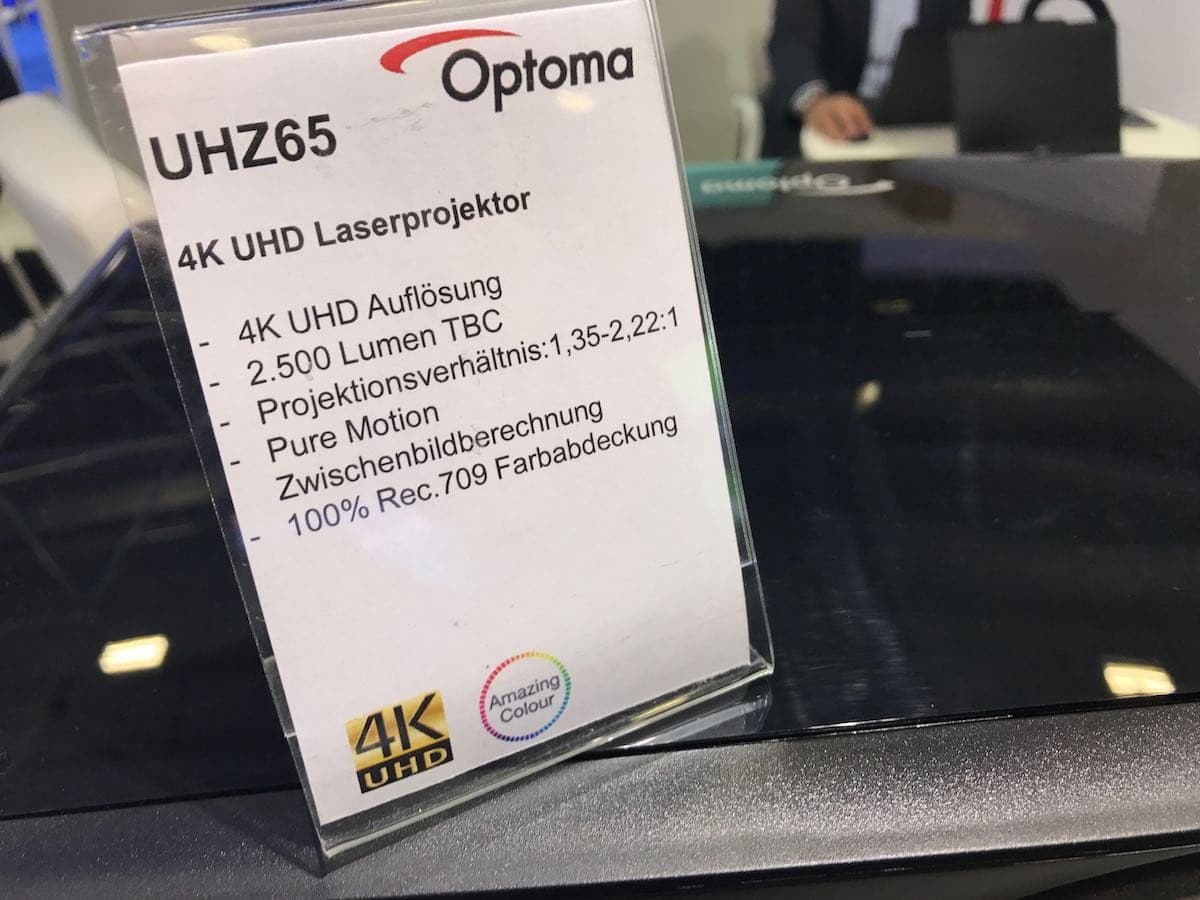 Optoma
UHZ65
4K UHD Laserprojektor
- 4K UHD Auflösung
- 2.500 Lumen TBC
- Projektionsverhältnis:1,35-2,22:1
- Pure Motion
Zwischenbildberechnung
- 100% Rec.709 Farbabdeckung
4K
UHD
Amazing
Colour
Optoma